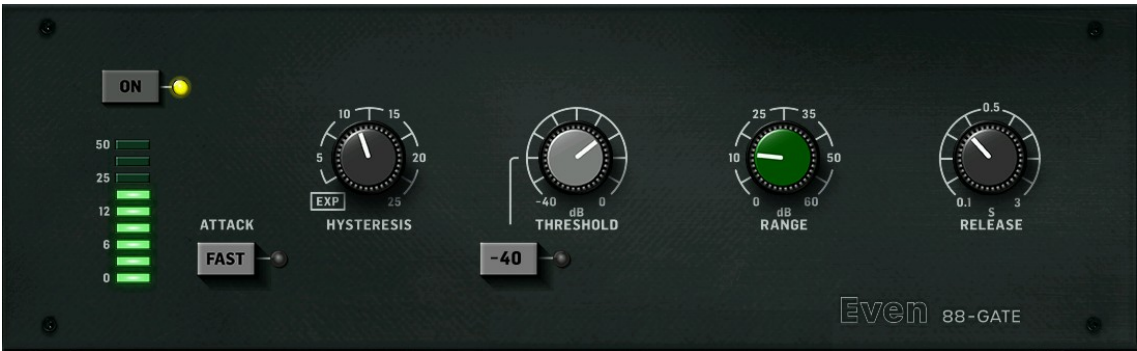 ON
50
25
12
6
0
ATTACK
FAST
5
10
15
20
25
EXP
HYSTERESIS
-40
0
dB
THRESHOLD
-40
0
10
25
35
50
60
dB
RANGE
0.1
0.5
3
S
RELEASE
Even 88-GATE